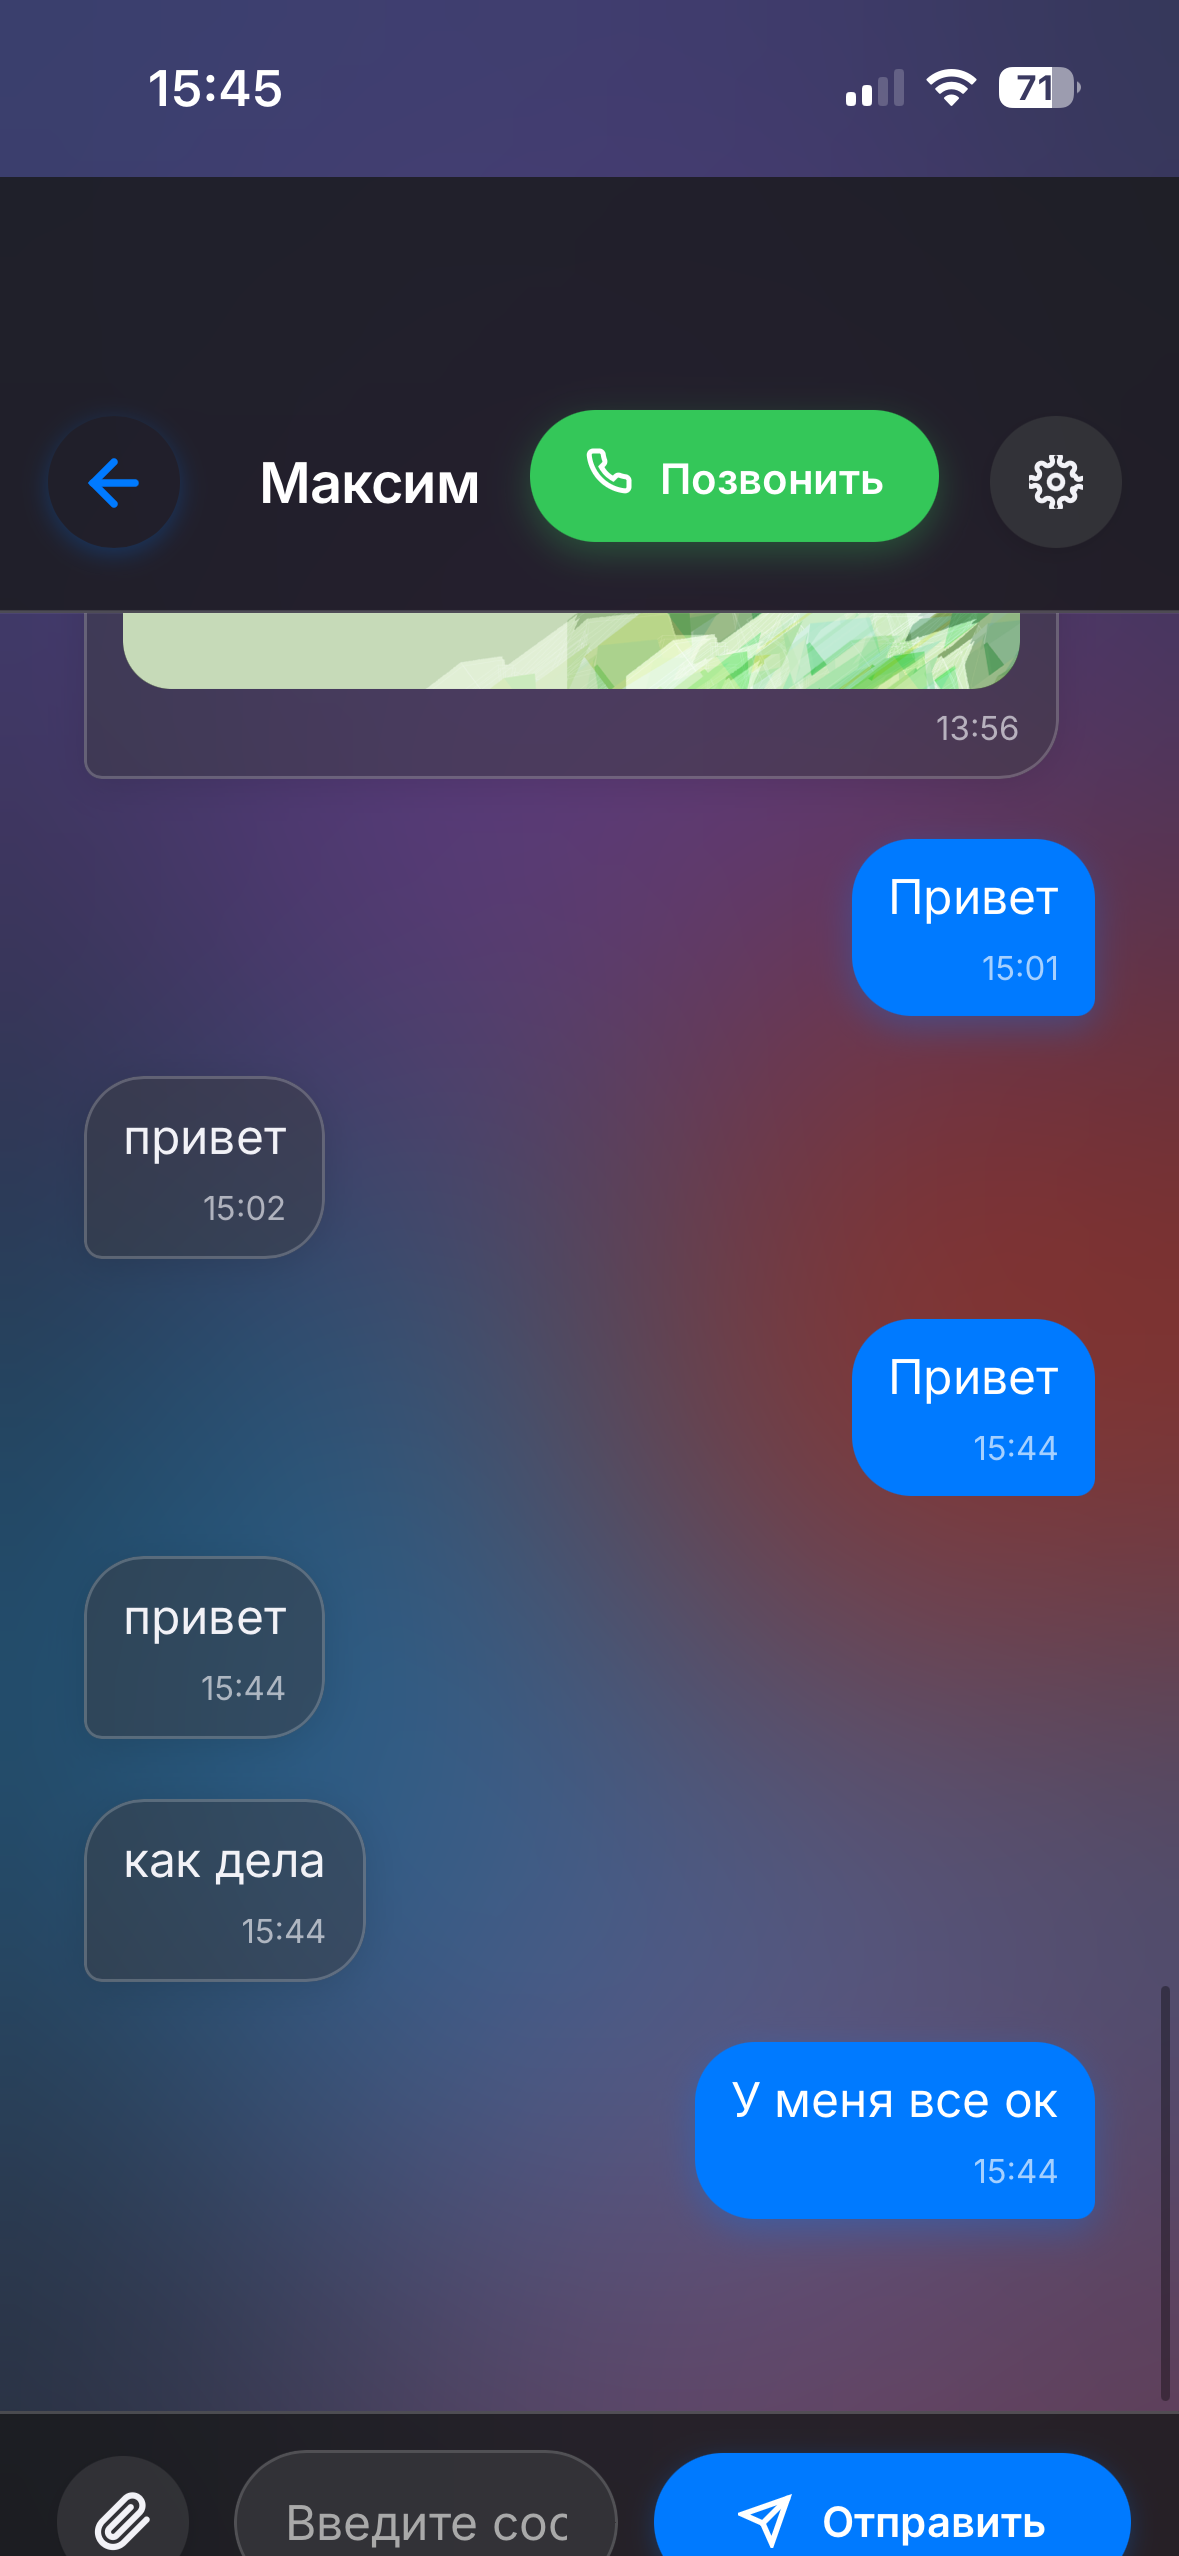 15:45
71
Максим
Позвонить
13:56
Привет
15:01
привет
15:02
Привет
15:44
привет
15:44
как дела
15:44
У меня все ок
15:44
Введите соо
Отправить